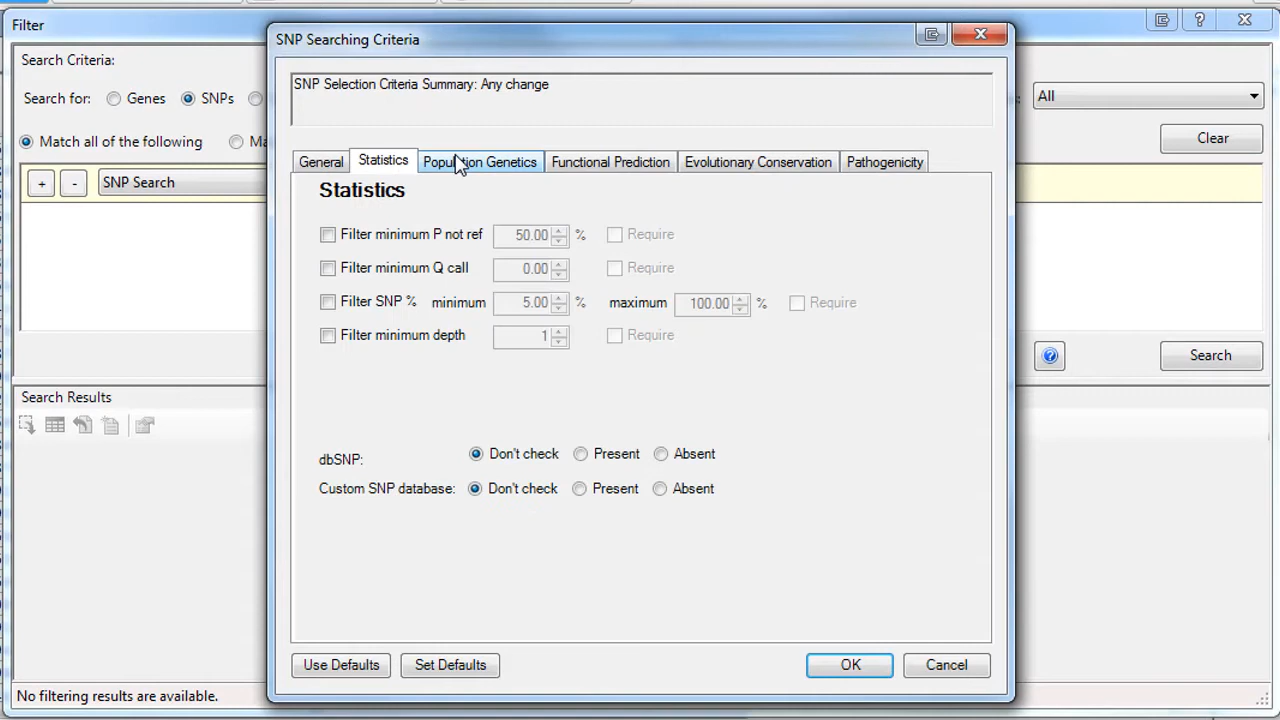 Filter
Search Criteria:
Search for: Genes SNPs
All
Match all of the following
Clear
+ - SNP Search
Search
Search Results
No filtering results are available.
SNP Searching Criteria
SNP Selection Criteria Summary: Any change
General Statistics Population Genetics Functional Prediction Evolutionary Conservation Pathogenicity
Statistics
Filter minimum P not ref 50.00 % Require
Filter minimum Q call 0.00 Require
Filter SNP % minimum 5.00 % maximum 100.00 % Require
Filter minimum depth 1 Require
dbSNP: Don't check Present Absent
Custom SNP database: Don't check Present Absent
Use Defaults Set Defaults OK Cancel